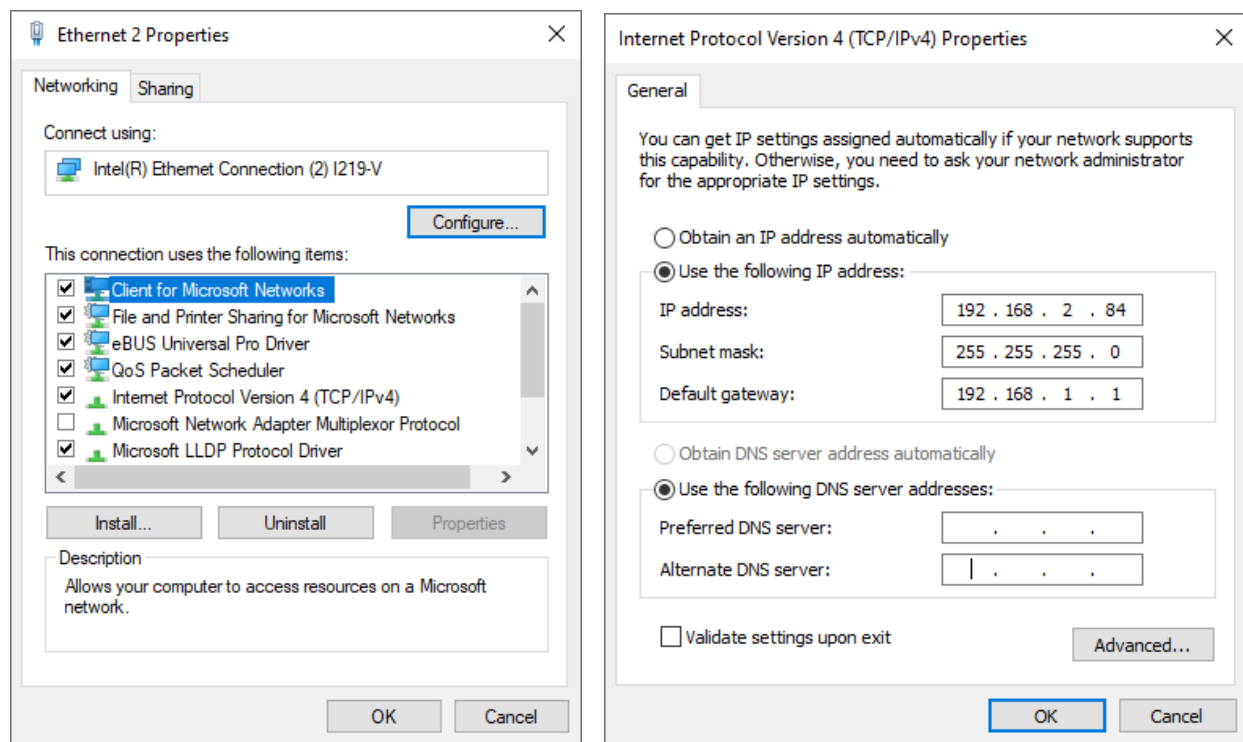 Ethernet 2 Properties
Networking
Sharing
Connect using:
Intel(R) Ethernet Connection (2) I219-V
Configure...
This connection uses the following items:
Client for Microsoft Networks
File and Printer Sharing for Microsoft Networks
eBUS Universal Pro Driver
QoS Packet Scheduler
Internet Protocol Version 4 (TCP/IPv4)
Microsoft Network Adapter Multiplexor Protocol
Microsoft LLDP Protocol Driver
Install...
Uninstall
Properties
Description
Allows your computer to access resources on a Microsoft
network.
OK
Cancel
Internet Protocol Version 4 (TCP/IPv4) Properties
General
You can get IP settings assigned automatically if your network supports
this capability. Otherwise, you need to ask your network administrator
for the appropriate IP settings.
Obtain an IP address automatically
Use the following IP address:
IP address: 192 . 168 . 2 . 84
Subnet mask: 255 . 255 . 255 . 0
Default gateway: 192 . 168 . 1 . 1
Obtain DNS server address automatically
Use the following DNS server addresses:
Preferred DNS server: . . .
Alternate DNS server: . . .
Validate settings upon exit
Advanced...
OK
Cancel